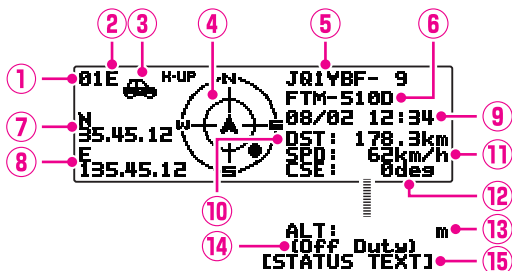 ② ③ ④ ⑤ ⑥
① 01E H-UP N JQ1YBF- 9
FTM-510D
08/02 12:34 ⑨
⑦ N
35.45.12
W E
DST: 178.3km
SPD: 62km/h ⑪
⑧ E
135.45.12
S
CSE: 0deg
⑩ ⑫
ALT: m ⑬
⑭ (Off Duty)
[STATUS TEXT] ⑮